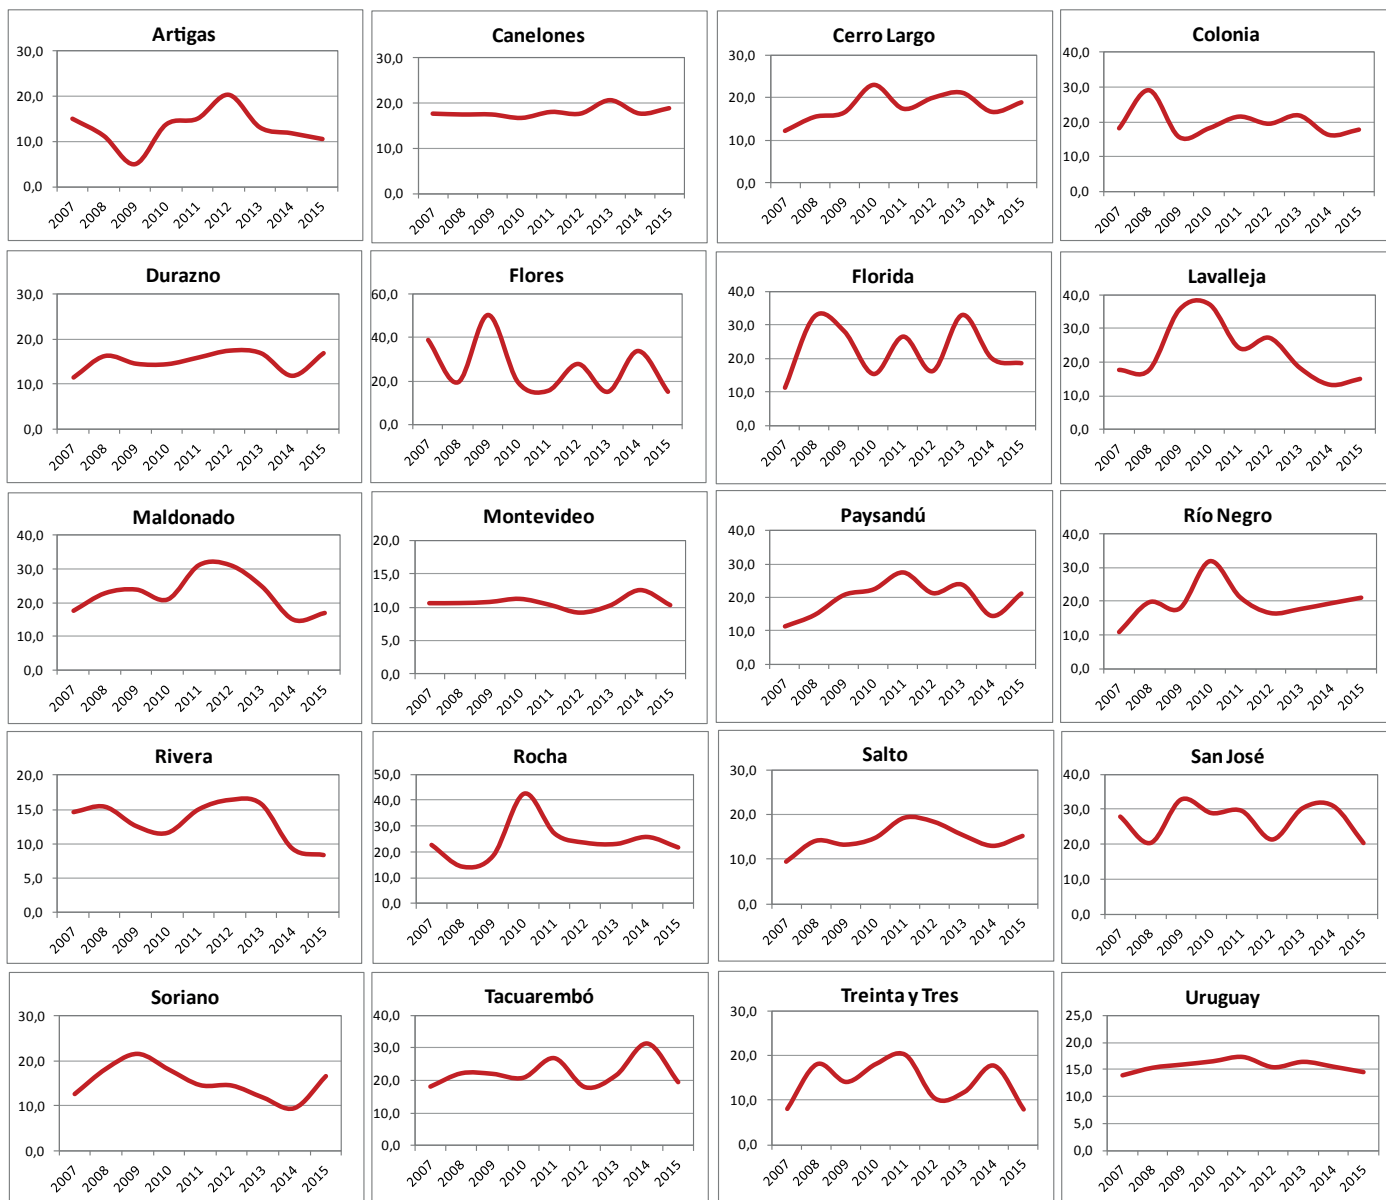 Artigas
30,0
20,0
10,0
0,0
2007 2008 2009 2010 2011 2012 2013 2014 2015
Canelones
30,0
20,0
10,0
0,0
2007 2008 2009 2010 2011 2012 2013 2014 2015
Cerro Largo
30,0
20,0
10,0
0,0
2007 2008 2009 2010 2011 2012 2013 2014 2015
Colonia
40,0
30,0
20,0
10,0
0,0
2007 2008 2009 2010 2011 2012 2013 2014 2015
Durazno
30,0
20,0
10,0
0,0
2007 2008 2009 2010 2011 2012 2013 2014 2015
Flores
60,0
40,0
20,0
0,0
2007 2008 2009 2010 2011 2012 2013 2014 2015
Florida
40,0
30,0
20,0
10,0
0,0
2007 2008 2009 2010 2011 2012 2013 2014 2015
Lavalleja
40,0
30,0
20,0
10,0
0,0
2007 2008 2009 2010 2011 2012 2013 2014 2015
Maldonado
40,0
30,0
20,0
10,0
0,0
2007 2008 2009 2010 2011 2012 2013 2014 2015
Montevideo
20,0
15,0
10,0
5,0
0,0
2007 2008 2009 2010 2011 2012 2013 2014 2015
Paysandú
40,0
30,0
20,0
10,0
0,0
2007 2008 2009 2010 2011 2012 2013 2014 2015
Río Negro
40,0
30,0
20,0
10,0
0,0
2007 2008 2009 2010 2011 2012 2013 2014 2015
Rivera
20,0
15,0
10,0
5,0
0,0
2007 2008 2009 2010 2011 2012 2013 2014 2015
Rocha
50,0
40,0
30,0
20,0
10,0
0,0
2007 2008 2009 2010 2011 2012 2013 2014 2015
Salto
30,0
20,0
10,0
0,0
2007 2008 2009 2010 2011 2012 2013 2014 2015
San José
40,0
30,0
20,0
10,0
0,0
2007 2008 2009 2010 2011 2012 2013 2014 2015
Soriano
30,0
20,0
10,0
0,0
2007 2008 2009 2010 2011 2012 2013 2014 2015
Tacuarembó
40,0
30,0
20,0
10,0
0,0
2007 2008 2009 2010 2011 2012 2013 2014 2015
Treinta y Tres
30,0
20,0
10,0
0,0
2007 2008 2009 2010 2011 2012 2013 2014 2015
Uruguay
25,0
20,0
15,0
10,0
5,0
0,0
2007 2008 2009 2010 2011 2012 2013 2014 2015